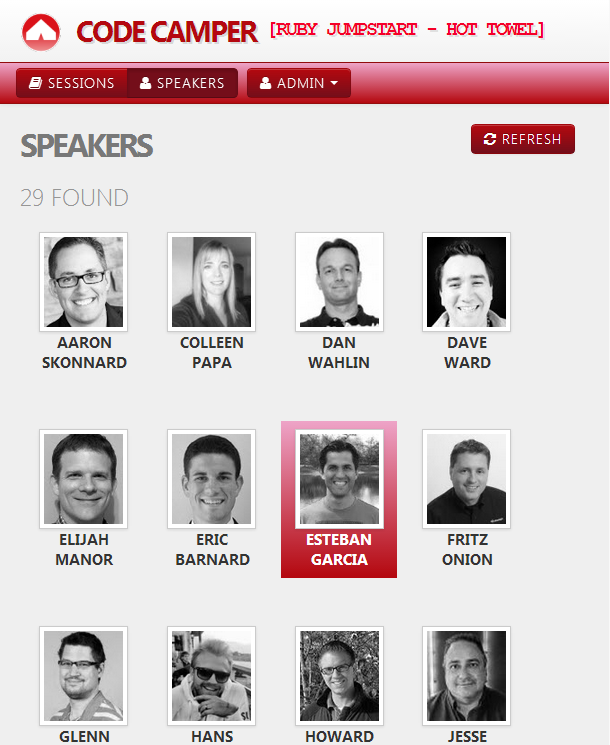 CODE CAMPER [RUBY JUMPSTART - HOT TOWEL]
SESSIONS SPEAKERS ADMIN
SPEAKERS REFRESH
29 FOUND
AARON SKONNARD
COLLEEN PAPA
DAN WAHLIN
DAVE WARD
ELIJAH MANOR
ERIC BARNARD
ESTEBAN GARCIA
FRITZ ONION
GLENN
HANS
HOWARD
JESSE